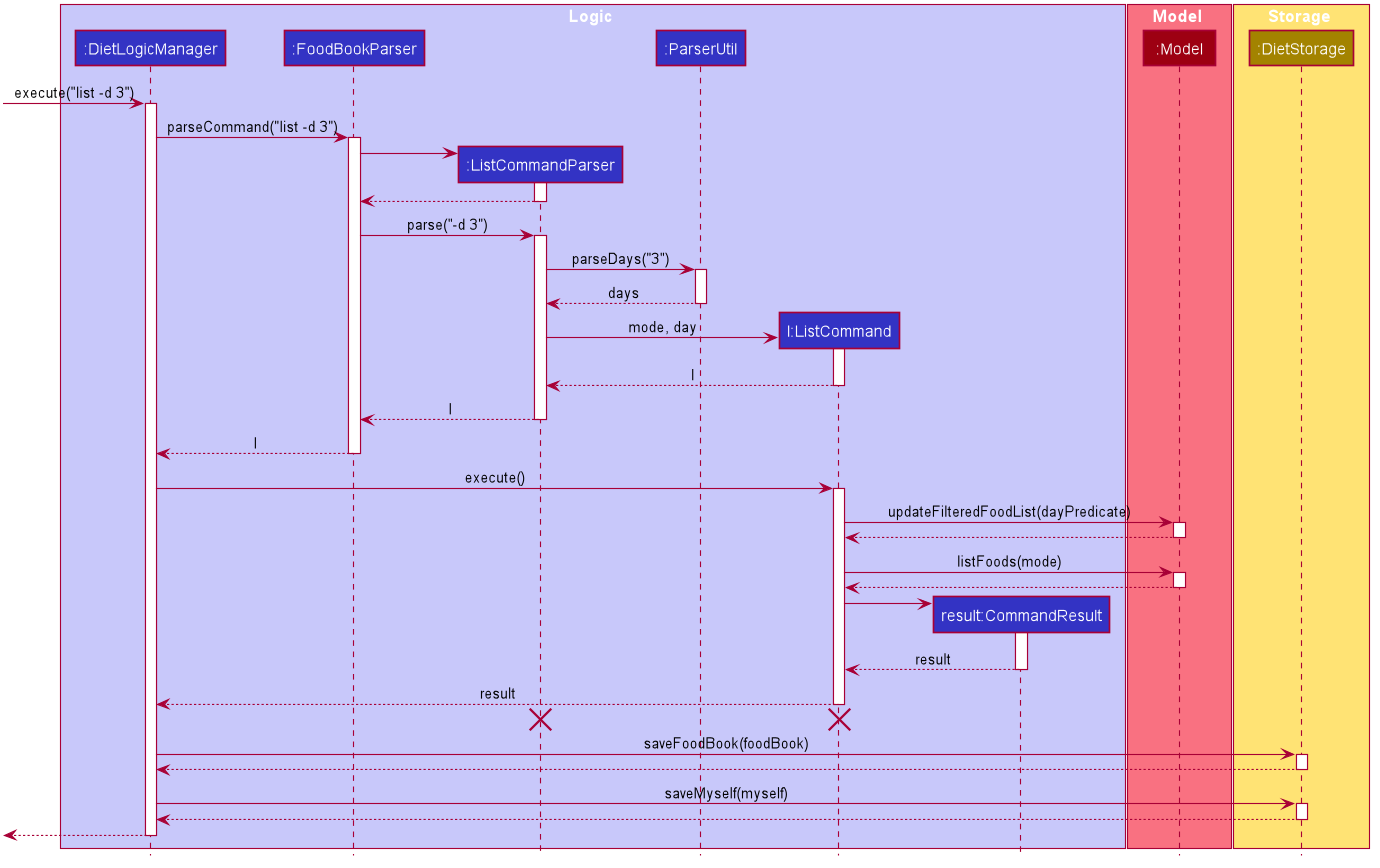 Logic
Model
Storage
:DietLogicManager
:FoodBookParser
:ParserUtil
:Model
:DietStorage
execute("list -d 3")
parseCommand("list -d 3")
:ListCommandParser
parse("-d 3")
parseDays("3")
days
l:ListCommand
mode, day
l
l
l
execute()
updateFilteredFoodList(dayPredicate)
listFoods(mode)
result:CommandResult
result
result
saveFoodBook(foodBook)
saveMyself(myself)